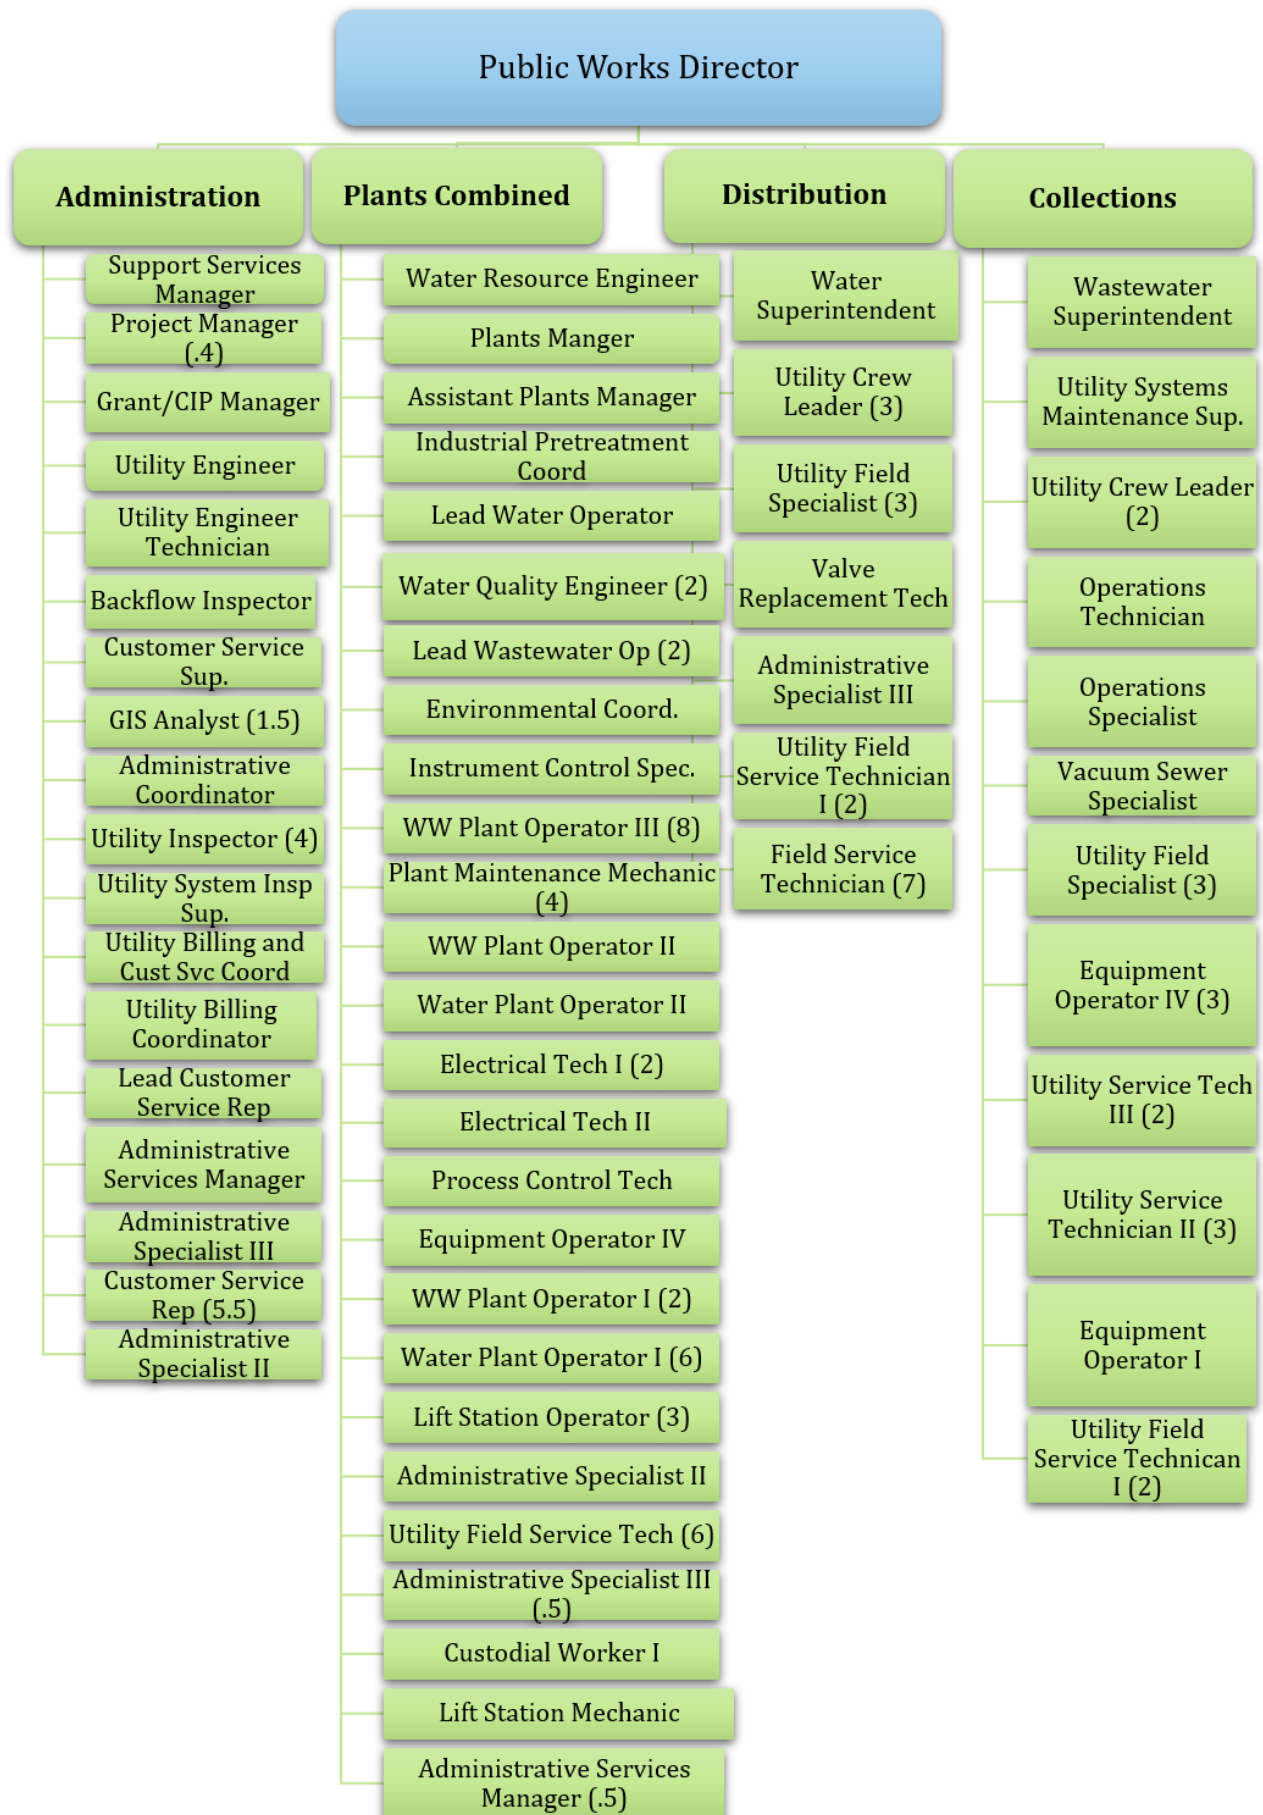 Public Works Director
Administration
Support Services
Manager
Project Manager
(.4)
Grant/CIP Manager
Utility Engineer
Utility Engineer
Technician
Backflow Inspector
Customer Service
Sup.
GIS Analyst (1.5)
Administrative
Coordinator
Utility Inspector (4)
Utility System Insp
Sup.
Utility Billing and
Cust Svc Coord
Utility Billing
Coordinator
Lead Customer
Service Rep
Administrative
Services Manager
Administrative
Specialist III
Customer Service
Rep (5.5)
Administrative
Specialist II
Plants Combined
Water Resource Engineer
Plants Manger
Assistant Plants Manager
Industrial Pretreatment
Coord
Lead Water Operator
Water Quality Engineer (2)
Lead Wastewater Op (2)
Environmental Coord.
Instrument Control Spec.
WW Plant Operator III (8)
Plant Maintenance Mechanic
(4)
WW Plant Operator II
Water Plant Operator II
Electrical Tech I (2)
Electrical Tech II
Process Control Tech
Equipment Operator IV
WW Plant Operator I (2)
Water Plant Operator I (6)
Lift Station Operator (3)
Administrative Specialist II
Utility Field Service Tech (6)
Administrative Specialist III
(.5)
Custodial Worker I
Lift Station Mechanic
Administrative Services
Manager (.5)
Distribution
Water
Superintendent
Utility Crew
Leader (3)
Utility Field
Specialist (3)
Valve
Replacement Tech
Administrative
Specialist III
Utility Field
Service Technician
I (2)
Field Service
Technician (7)
Collections
Wastewater
Superintendent
Utility Systems
Maintenance Sup.
Utility Crew Leader
(2)
Operations
Technician
Operations
Specialist
Vacuum Sewer
Specialist
Utility Field
Specialist (3)
Equipment
Operator IV (3)
Utility Service Tech
III (2)
Utility Service
Technician II (3)
Equipment
Operator I
Utility Field
Service Technican
I (2)